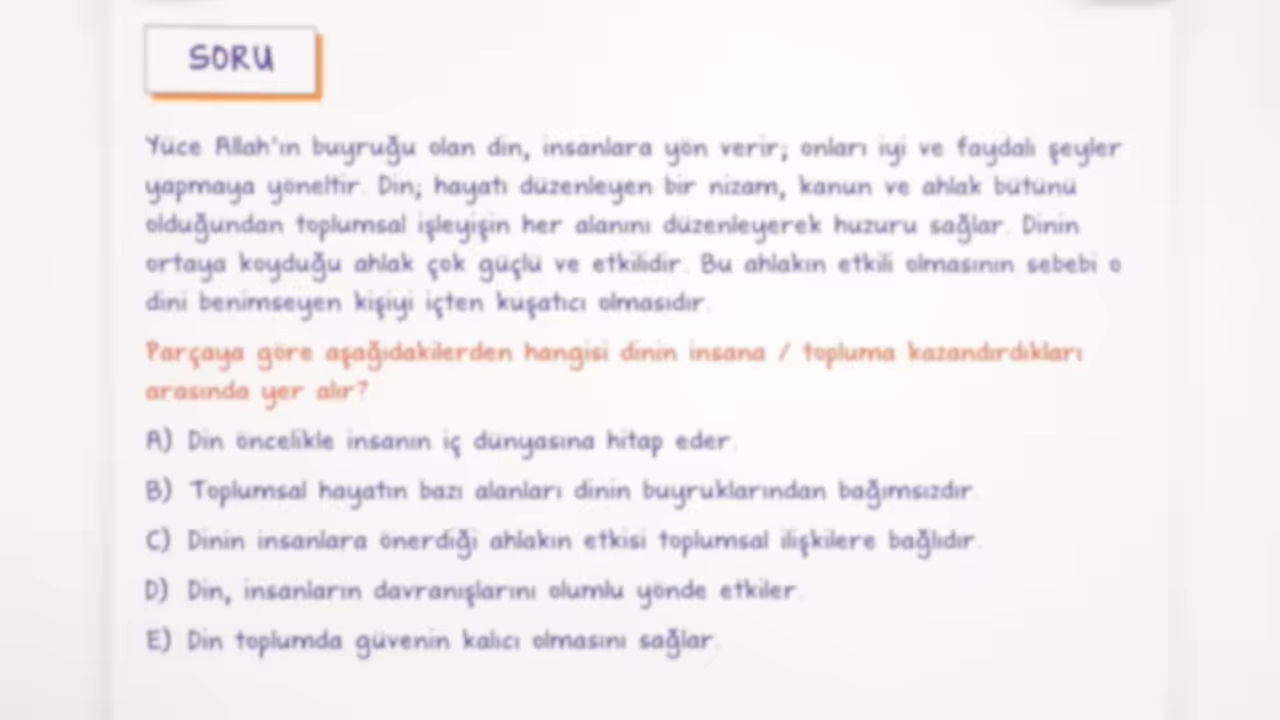 SORU
Yüce Allah'ın buyruğu olan din, insanlara yön verir; onları iyi ve faydalı şeyler
yapmaya yöneltir. Din; hayatı düzenleyen bir nizam, kanun ve ahlak bütünü
olduğundan toplumsal işleyişin her alanını düzenleyerek huzuru sağlar. Dinin
ortaya koyduğu ahlak çok güçlü ve etkilidir. Bu ahlakın etkili olmasının sebebi o
dini benimseyen kişiyi içten kuşatıcı olmasıdır.
Parçaya göre aşağıdakilerden hangisi dinin insana / topluma kazandırdıkları
arasında yer alır?
A) Din öncelikle insanın iç dünyasına hitap eder.
B) Toplumsal hayatın bazı alanları dinin buyruklarından bağımsızdır.
C) Dinin insanlara önerdiği ahlakın etkisi toplumsal ilişkilere bağlıdır.
D) Din, insanların davranışlarını olumlu yönde etkiler.
E) Din toplumda güvenin kalıcı olmasını sağlar.